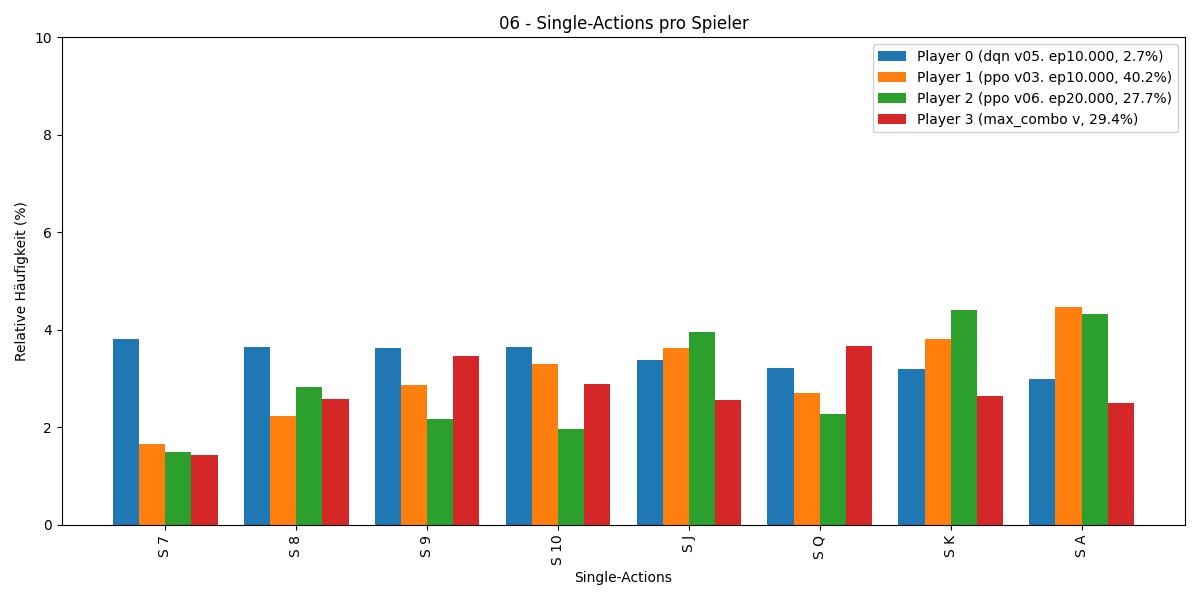 06 - Single-Actions pro Spieler
Player 0 (dqn v05. ep10.000, 2.7%)
Player 1 (ppo v03. ep10.000, 40.2%)
Player 2 (ppo v06. ep20.000, 27.7%)
Player 3 (max_combo v, 29.4%)
Relative Häufigkeit (%)
10
8
6
4
2
0
S 7
S 8
S 9
S 10
S J
S Q
S K
S A
Single-Actions